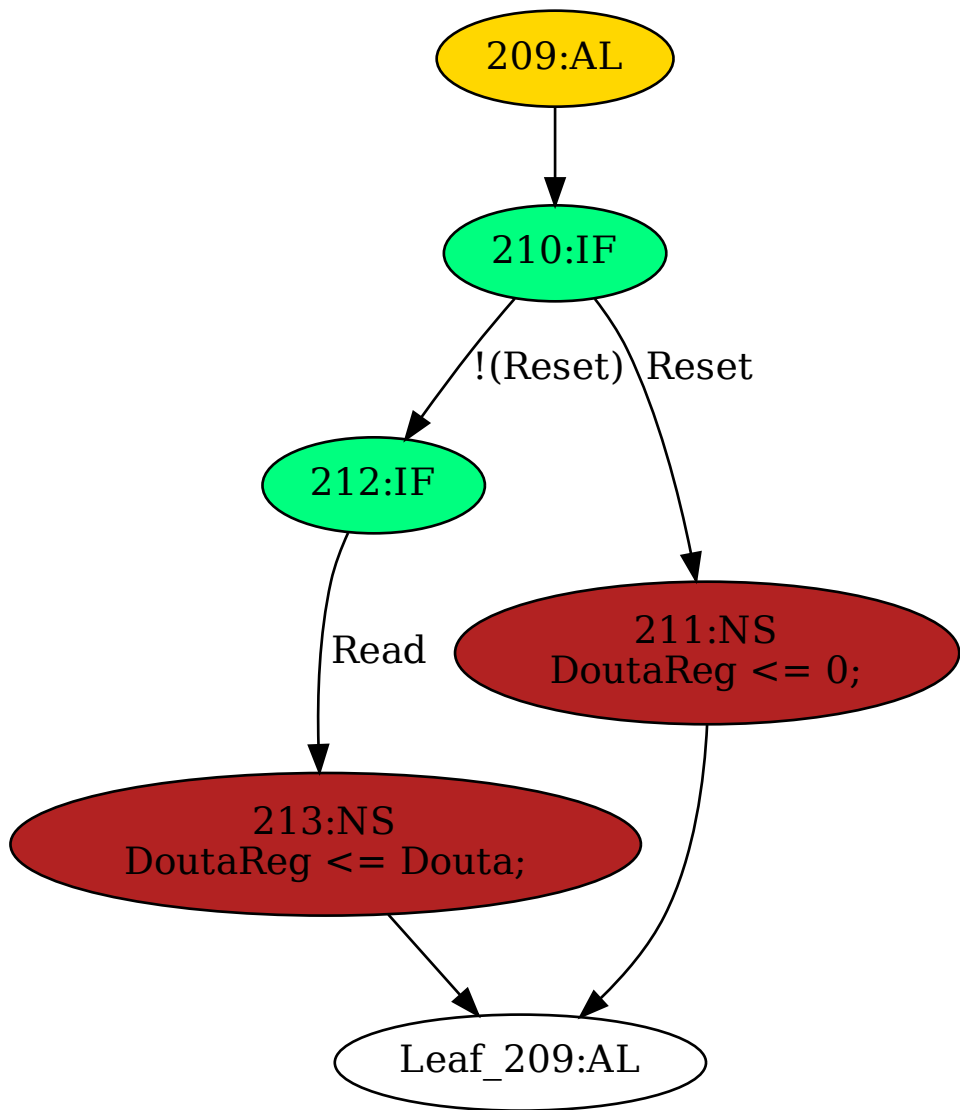 209:AL
210:IF
!(Reset)
Reset
212:IF
211:NS
DoutaReg <= 0;
Read
213:NS
DoutaReg <= Douta;
Leaf_209:AL